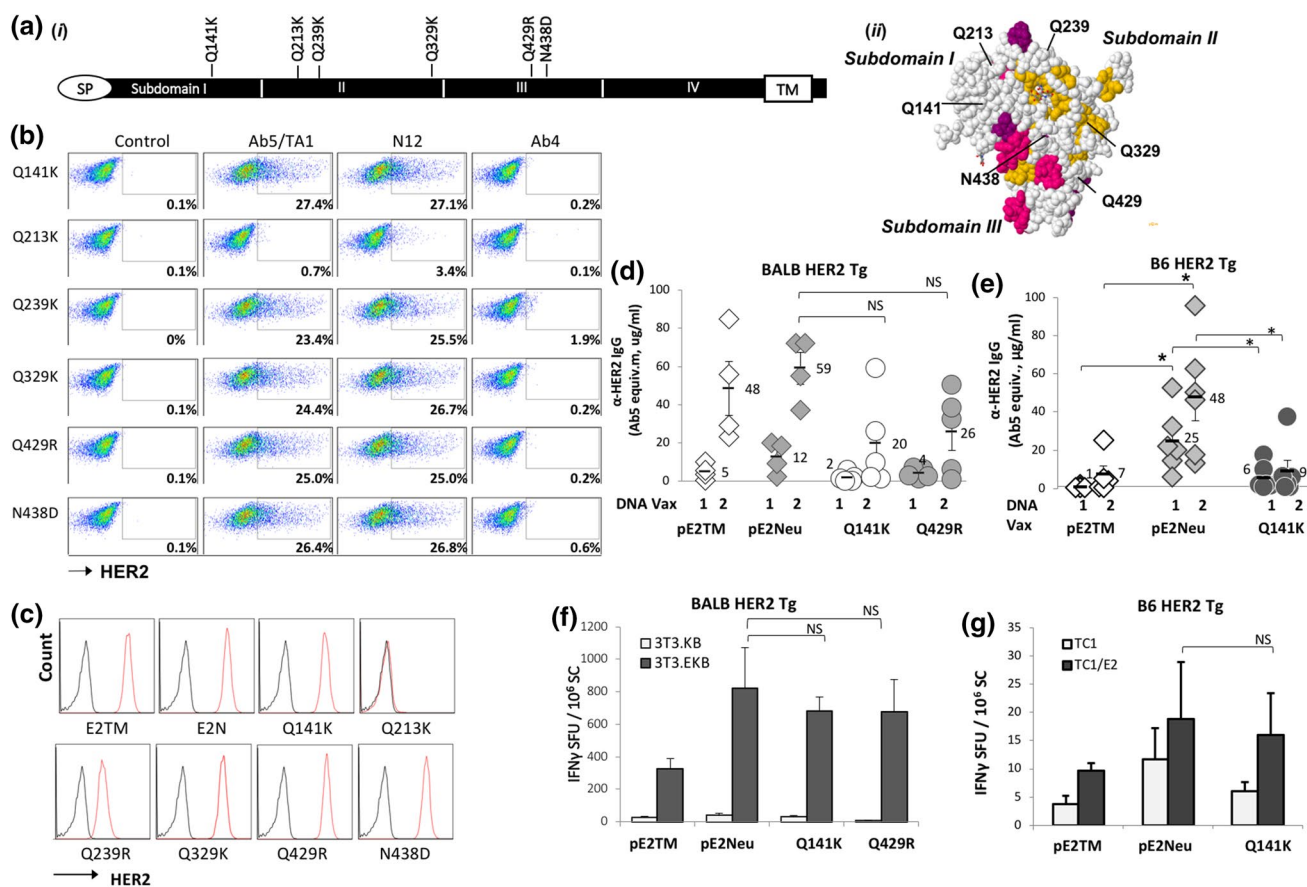 (a) (i)
Q141K
Q213K
Q239K
Q329K
Q429R
N438D
SP Subdomain I II III IV TM
(ii)
Q213
Q239
Subdomain I
Subdomain II
Q141
Q329
N438
Q429
Subdomain III
(b)
Control Ab5/TA1 N12 Ab4
Q141K 0.1% 27.4% 27.1% 0.2%
Q213K 0.1% 0.7% 3.4% 0.1%
Q239K 0% 23.4% 25.5% 1.9%
Q329K 0.1% 24.4% 26.7% 0.2%
Q429R 0.1% 25.0% 25.0% 0.2%
N438D 0.1% 26.4% 26.8% 0.6%
HER2
(c)
Count
E2TM E2N Q141K Q213K
Q239R Q329K Q429R N438D
HER2
(d)
BALB HER2 Tg
NS
NS
α-HER2 IgG
(Ab5 equiv.m, ug/ml)
100
80
60
40
20
0
5 48 12 59 2 20 4 26
DNA Vax 1 2 1 2 1 2 1 2
pE2TM pE2Neu Q141K Q429R
(e)
B6 HER2 Tg
*
*
*
*
α-HER2 IgG
(Ab5 equiv., µg/ml)
100
80
60
40
20
0
1 7 25 48 6 9
DNA
Vax
1 2 1 2 1 2
pE2TM pE2Neu Q141K
(f)
BALB HER2 Tg
3T3.KB
3T3.EKB
NS
NS
IFNγ SFU / 10⁶ SC
1200
1000
800
600
400
200
0
pE2TM pE2Neu Q141K Q429R
(g)
B6 HER2 Tg
TC1
TC1/E2
NS
IFNγ SFU / 10⁶ SC
35
30
25
20
15
10
5
0
pE2TM pE2Neu Q141K